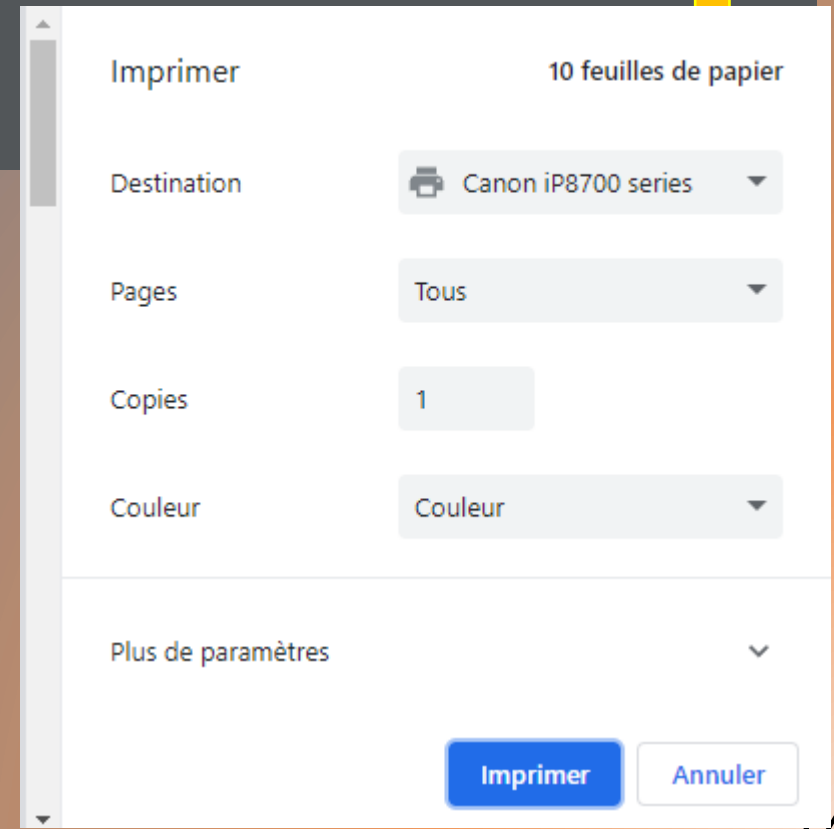 Imprimer 10 feuilles de papier
Destination Canon iP8700 series
Pages Tous
Copies 1
Couleur Couleur
Plus de paramètres
Imprimer Annuler